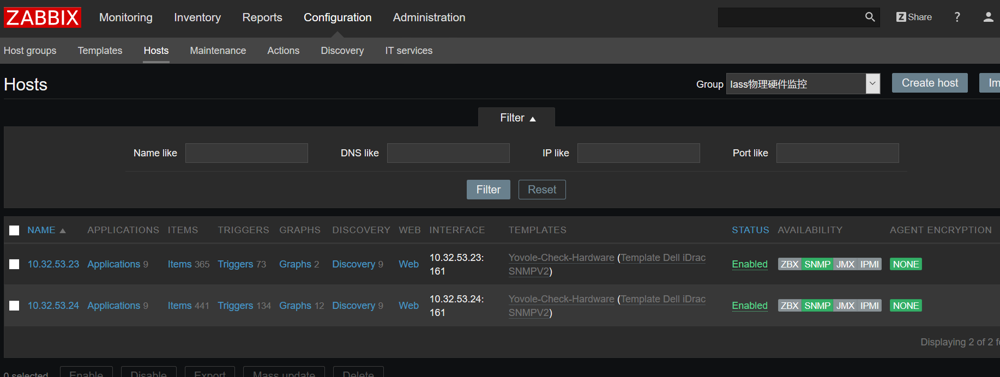 ZABBIX Monitoring Inventory Reports Configuration Administration Z Share ?
Host groups Templates Hosts Maintenance Actions Discovery IT services
Hosts Group Iass物理硬件监控 Create host Im
Filter ▲
Name like DNS like IP like Port like
Filter Reset
NAME ▲ APPLICATIONS ITEMS TRIGGERS GRAPHS DISCOVERY WEB INTERFACE TEMPLATES STATUS AVAILABILITY AGENT ENCRYPTION
10.32.53.23 Applications 9 Items 365 Triggers 73 Graphs 2 Discovery 9 Web 10.32.53.23: Yovole-Check-Hardware (Template Dell iDrac Enabled ZBX SNMP JMX IPMI NONE
161 SNMPV2)
10.32.53.24 Applications 9 Items 441 Triggers 134 Graphs 12 Discovery 9 Web 10.32.53.24: Yovole-Check-Hardware (Template Dell iDrac Enabled ZBX SNMP JMX IPMI NONE
161 SNMPV2)
Displaying 2 of 2 f
0 selected Enable Disable Export Mass update Delete